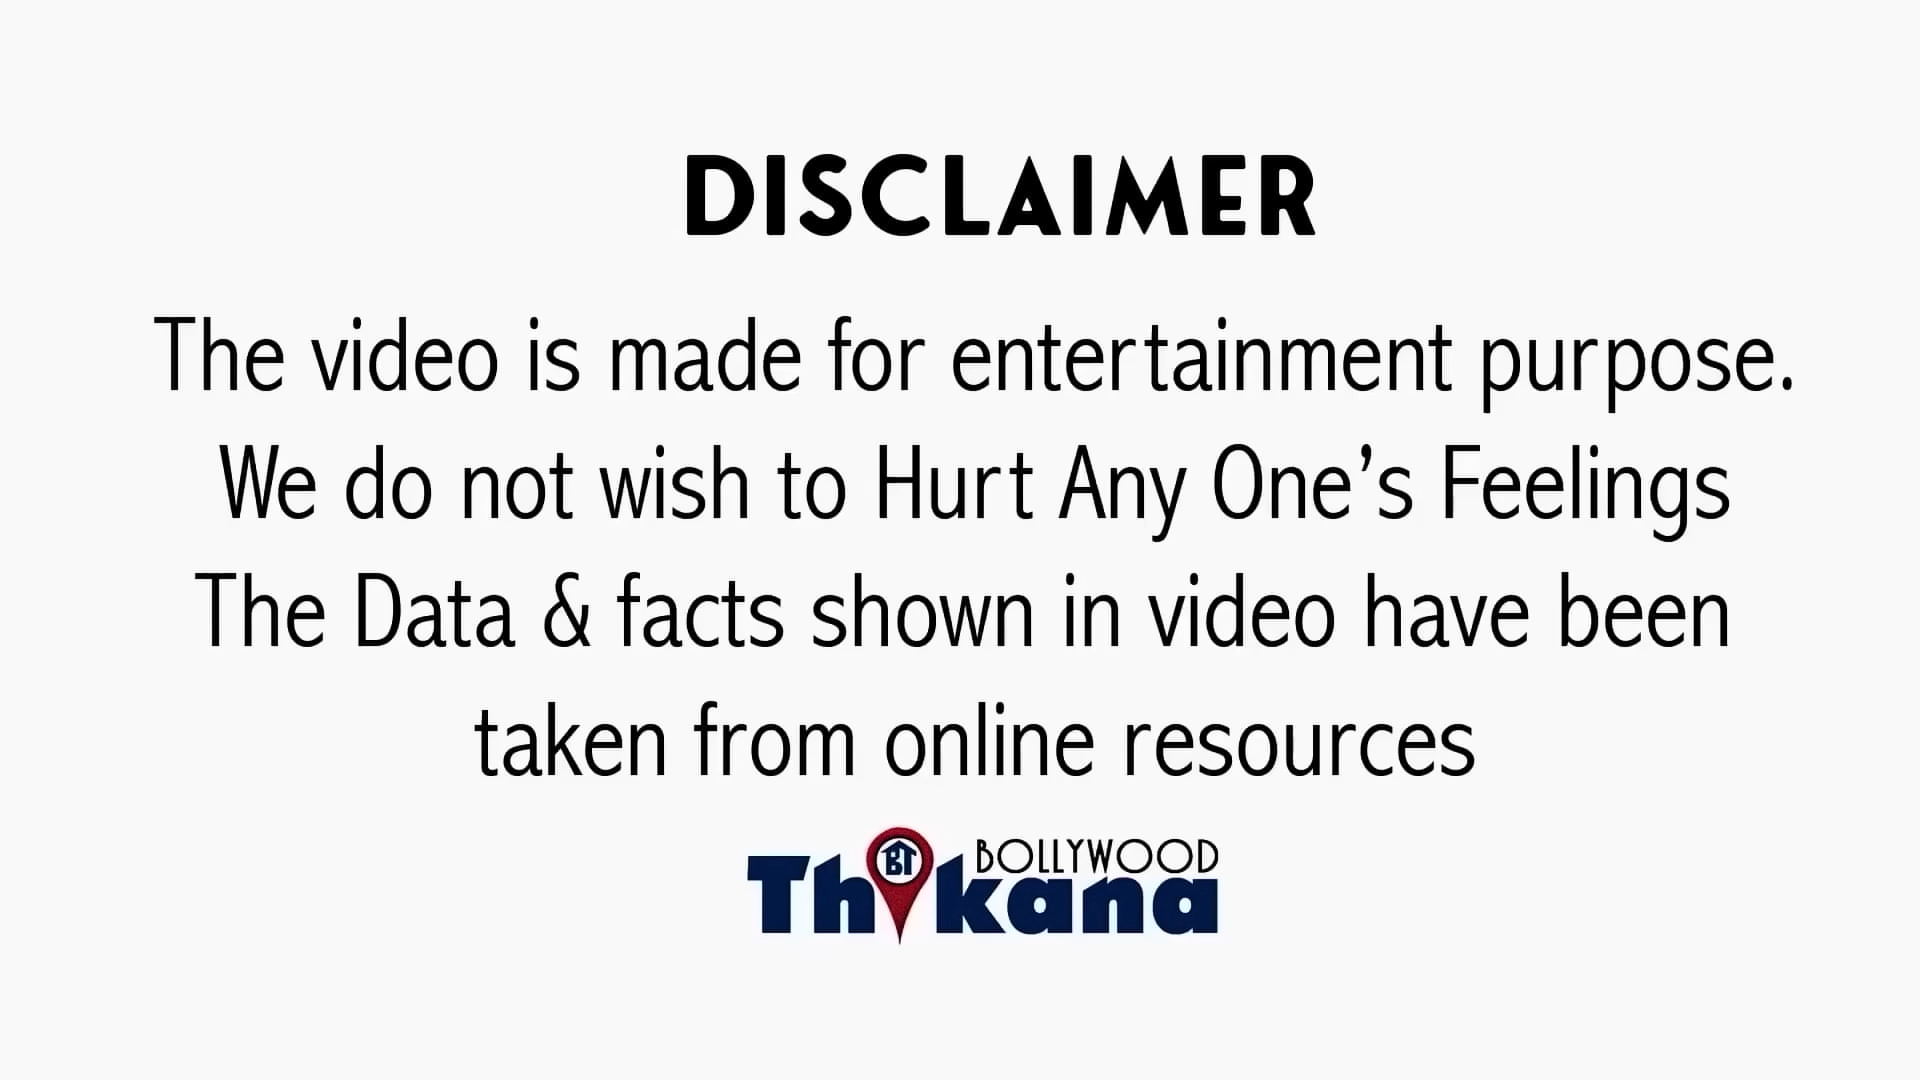 DISCLAIMER
The video is made for entertainment purpose.
We do not wish to Hurt Any One’s Feelings
The Data & facts shown in video have been
taken from online resources
BOLLYWOOD
BT
Thikana